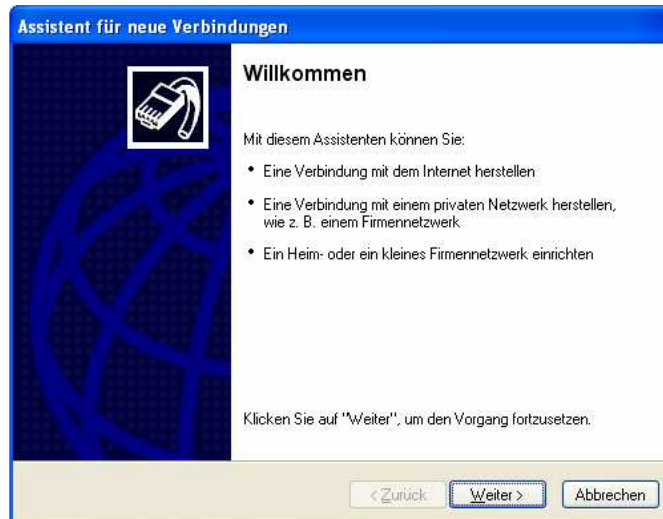 Assistent für neue Verbindungen
Willkommen
Mit diesem Assistenten können Sie:
• Eine Verbindung mit dem Internet herstellen
• Eine Verbindung mit einem privaten Netzwerk herstellen,
wie z. B. einem Firmennetzwerk
• Ein Heim- oder ein kleines Firmennetzwerk einrichten
Klicken Sie auf "Weiter", um den Vorgang fortzusetzen.
< Zurück Weiter > Abbrechen